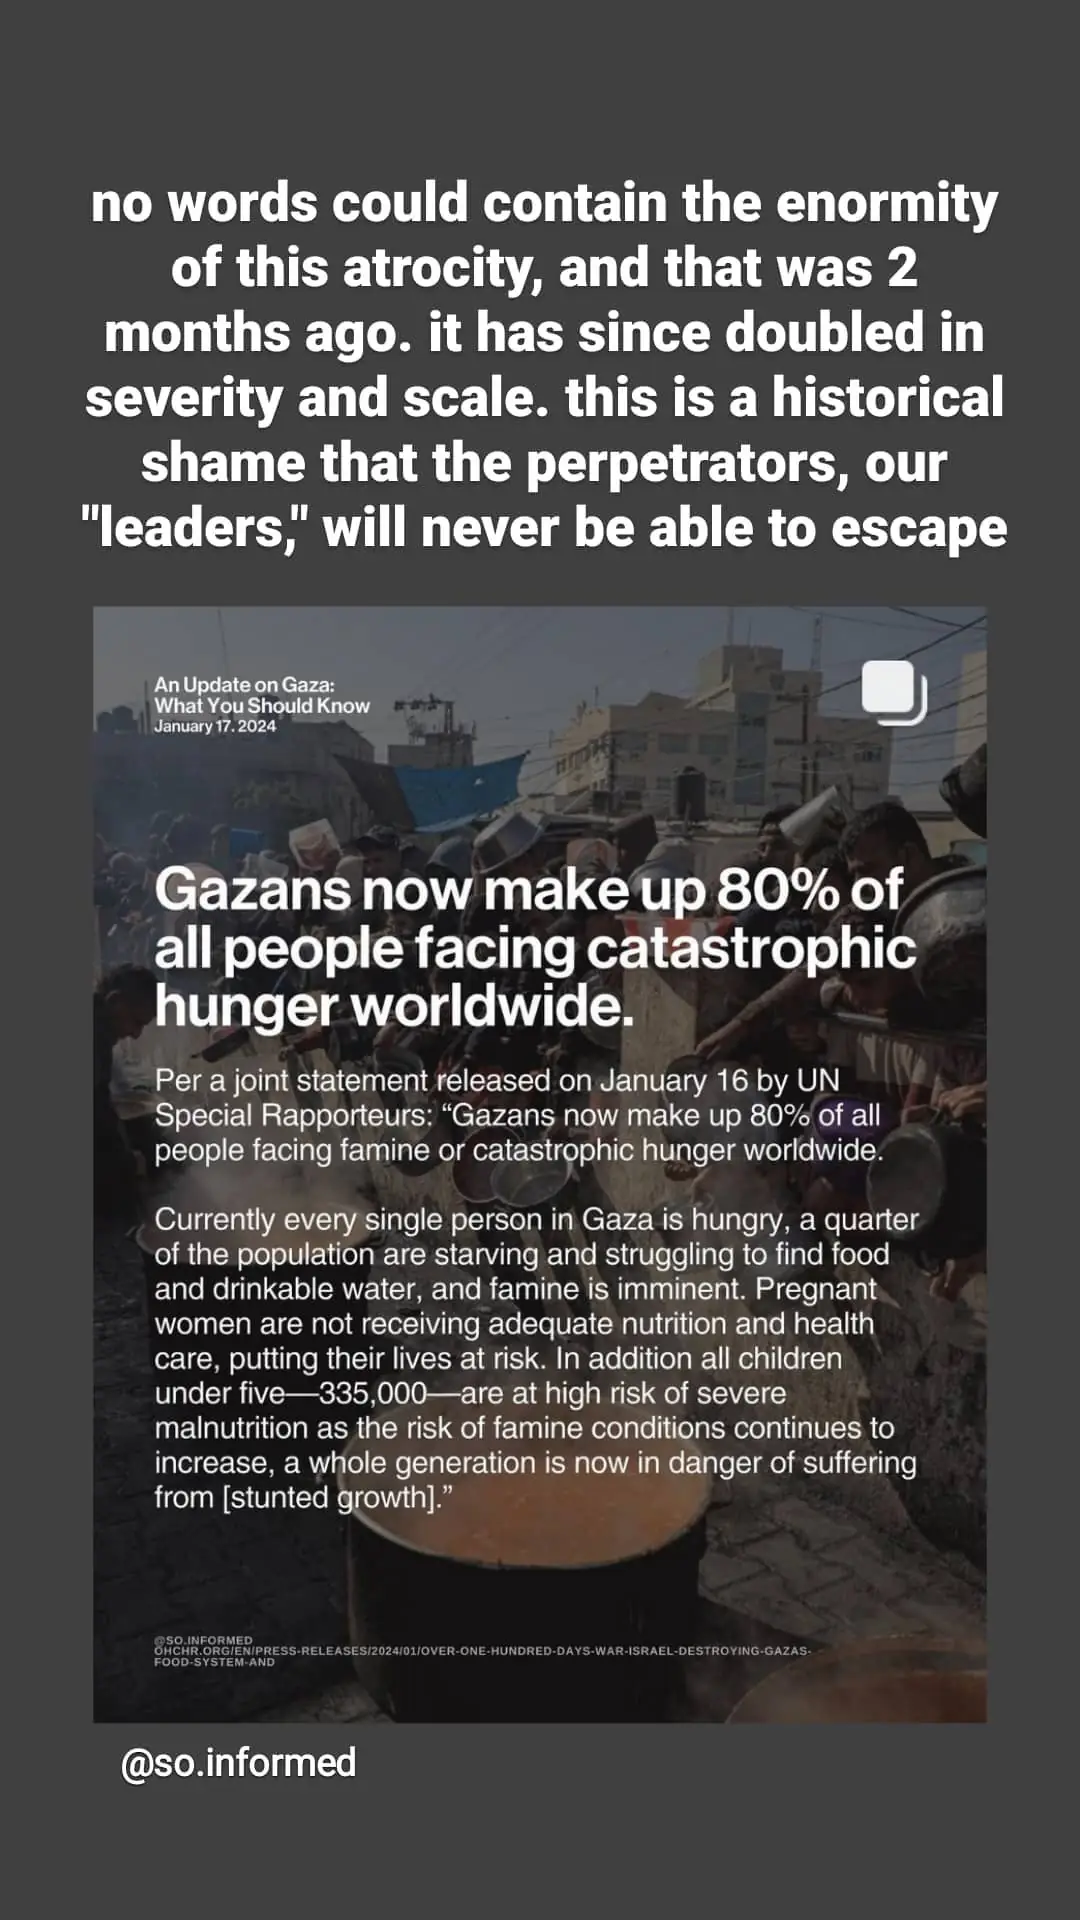 no words could contain the enormity
of this atrocity, and that was 2
months ago. it has since doubled in
severity and scale. this is a historical
shame that the perpetrators, our
"leaders," will never be able to escape
An Update on Gaza:
What You Should Know
January 17. 2024
Gazans now make up 80% of
all people facing catastrophic
hunger worldwide.
Per a joint statement released on January 16 by UN
Special Rapporteurs: “Gazans now make up 80% of all
people facing famine or catastrophic hunger worldwide.
Currently every single person in Gaza is hungry, a quarter
of the population are starving and struggling to find food
and drinkable water, and famine is imminent. Pregnant
women are not receiving adequate nutrition and health
care, putting their lives at risk. In addition all children
under five—335,000—are at high risk of severe
malnutrition as the risk of famine conditions continues to
increase, a whole generation is now in danger of suffering
from [stunted growth].”
@SO.INFORMED
OHCHR.ORG/EN/PRESS-RELEASES/2024/01/OVER-ONE-HUNDRED-DAYS-WAR-ISRAEL-DESTROYING-GAZAS-
FOOD-SYSTEM-AND
@so.informed